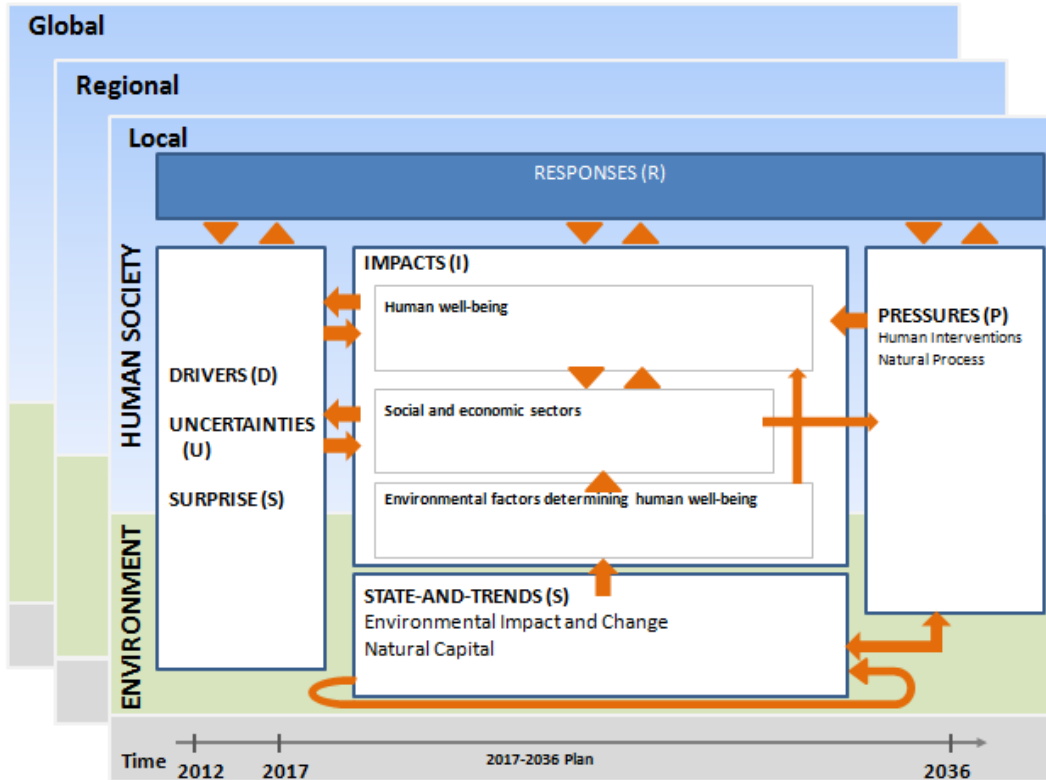 Global
Regional
Local
RESPONSES (R)
HUMAN SOCIETY
ENVIRONMENT
DRIVERS (D)
UNCERTAINTIES
(U)
SURPRISE (S)
IMPACTS (I)
Human well-being
Social and economic sectors
Environmental factors determining human well-being
STATE-AND-TRENDS (S)
Environmental Impact and Change
Natural Capital
PRESSURES (P)
Human Interventions
Natural Process
Time
2012
2017
2017-2036 Plan
2036